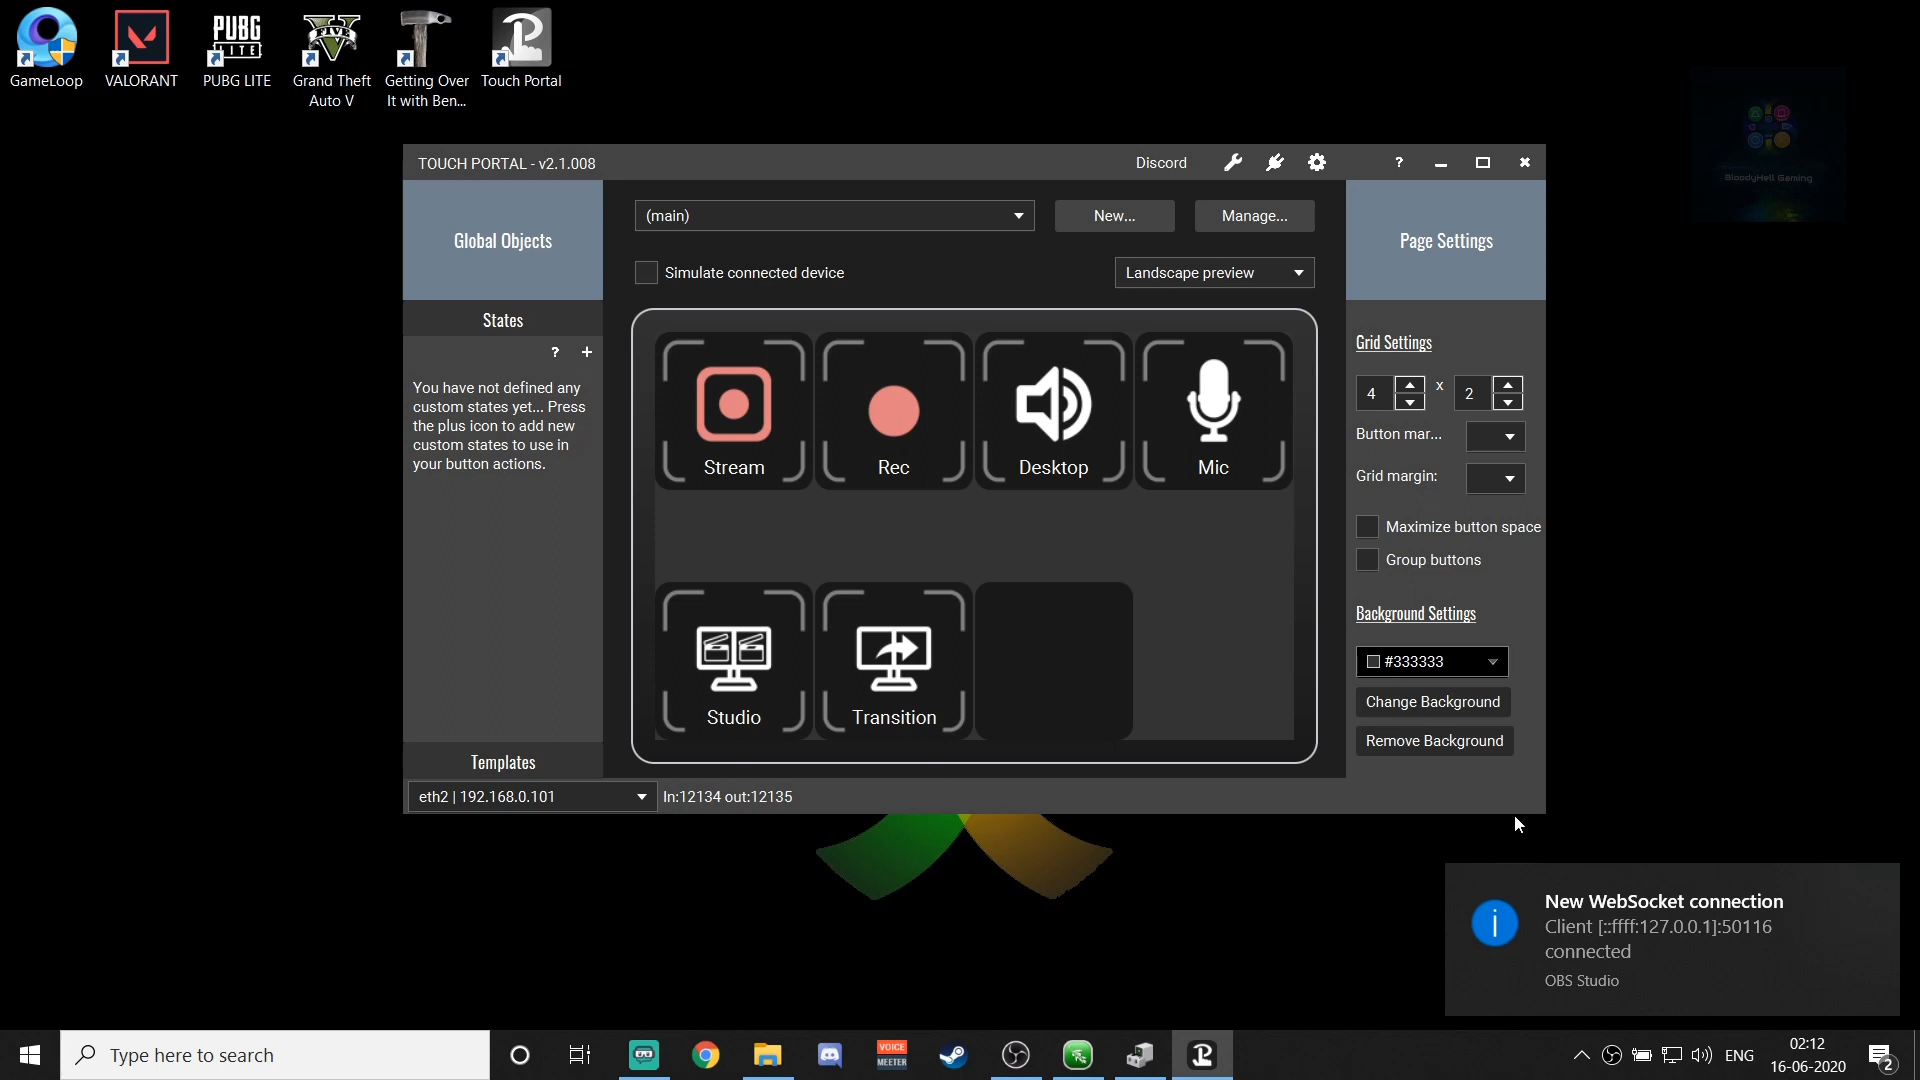 PUBG
LITE
FIVE
GameLoop
VALORANT
PUBG LITE
Grand Theft
Auto V
Getting Over
It with Ben...
Touch Portal
BloodyHell Gaming
TOUCH PORTAL - v2.1.008
Discord
?
Global Objects
(main)
New...
Manage...
Page Settings
Simulate connected device
Landscape preview
States
? +
You have not defined any
custom states yet... Press
the plus icon to add new
custom states to use in
your button actions.
Grid Settings
4 x 2
Button mar...
Grid margin:
Maximize button space
Group buttons
Stream
Rec
Desktop
Mic
Background Settings
#333333
Change Background
Remove Background
Studio
Transition
Templates
eth2 | 192.168.0.101
In:12134 out:12135
New WebSocket connection
Client [::ffff:127.0.0.1]:50116
connected
OBS Studio
Type here to search
VOICE
MEETER
ENG
02:12
16-06-2020
2